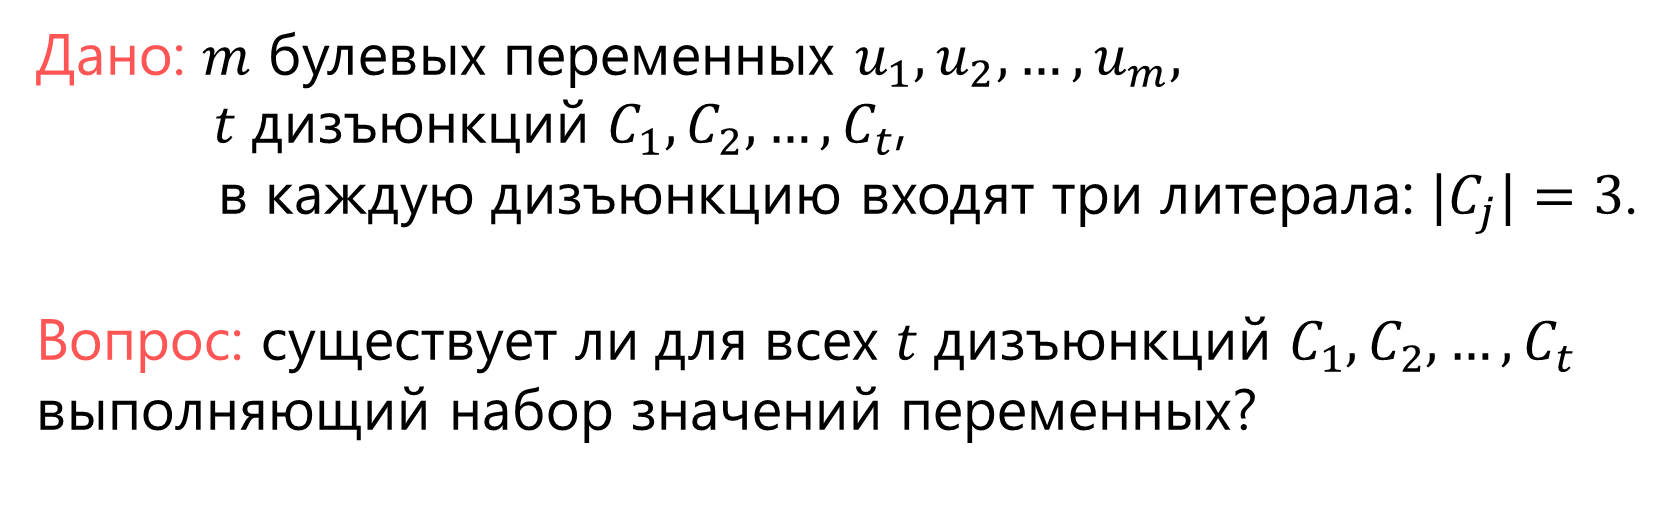 Дано: m булевых переменных u₁, u₂, … , uₘ,
t дизъюнкций C₁, C₂, … , Cₜ,
в каждую дизъюнкцию входят три литерала: |Cⱼ| = 3.
Вопрос: существует ли для всех t дизъюнкций C₁, C₂, … , Cₜ
выполняющий набор значений переменных?